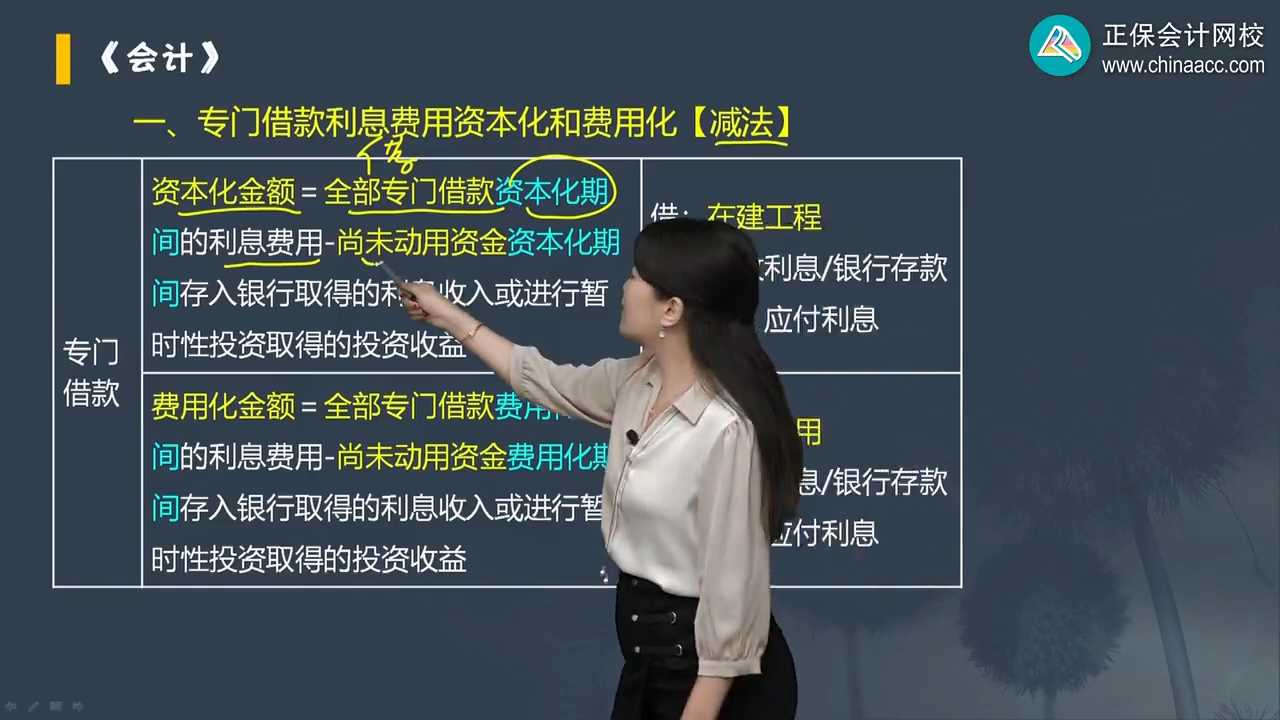 《会计》
正保会计网校
www.chinaacc.com
一、专门借款利息费用资本化和费用化【减法】
专门
借款
资本化金额=全部专门借款资本化期
间的利息费用-尚未动用资金资本化期
间存入银行取得的利息收入或进行暂
时性投资取得的投资收益
借：在建工程
利息/银行存款
应付利息
费用化金额=全部专门借款费用
间的利息费用-尚未动用资金费用化期
间存入银行取得的利息收入或进行暂
时性投资取得的投资收益
用
息/银行存款
应付利息